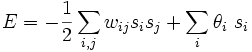 E = -\frac{1}{2}\sum_{i,j} w_{ij} s_i s_j + \sum_i \theta_i \ s_i